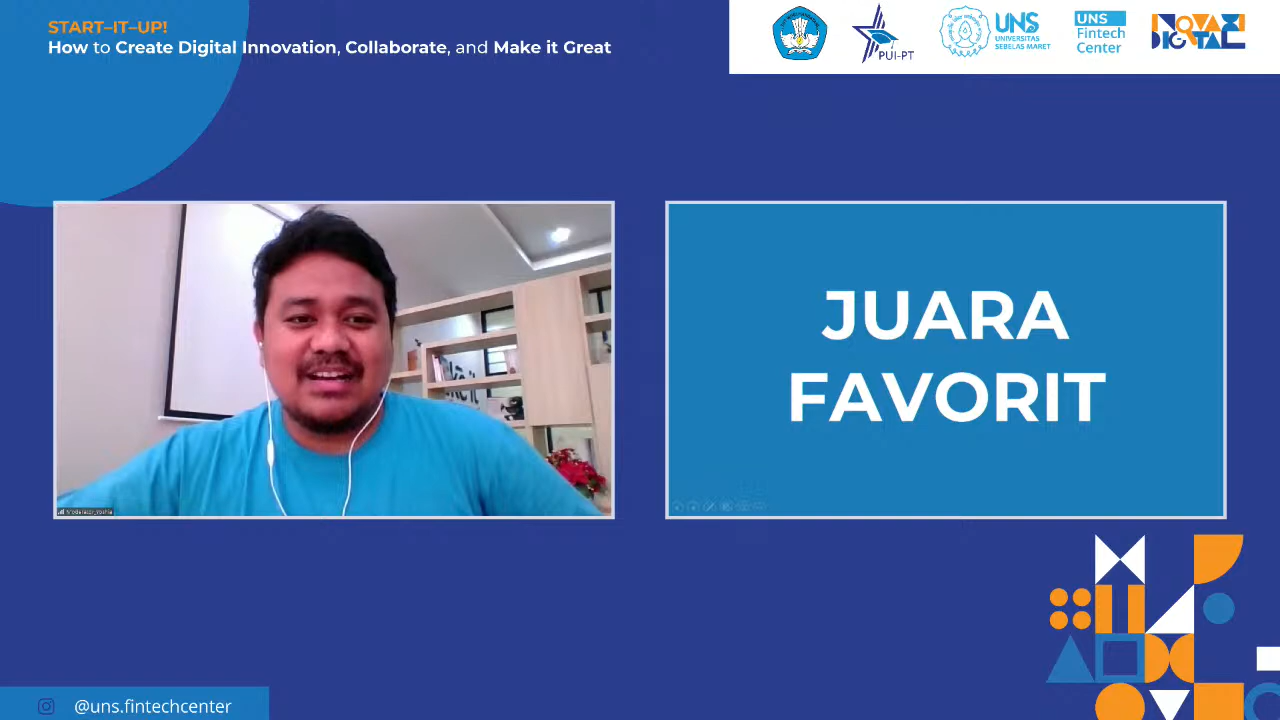 START–IT–UP!
How to Create Digital Innovation, Collaborate, and Make it Great
PUI-PT
UNS
UNIVERSITAS
SEBELAS MARET
UNS
Fintech
Center
INOVASI
DIGITAL
JUARA
FAVORIT
@uns.fintechcenter